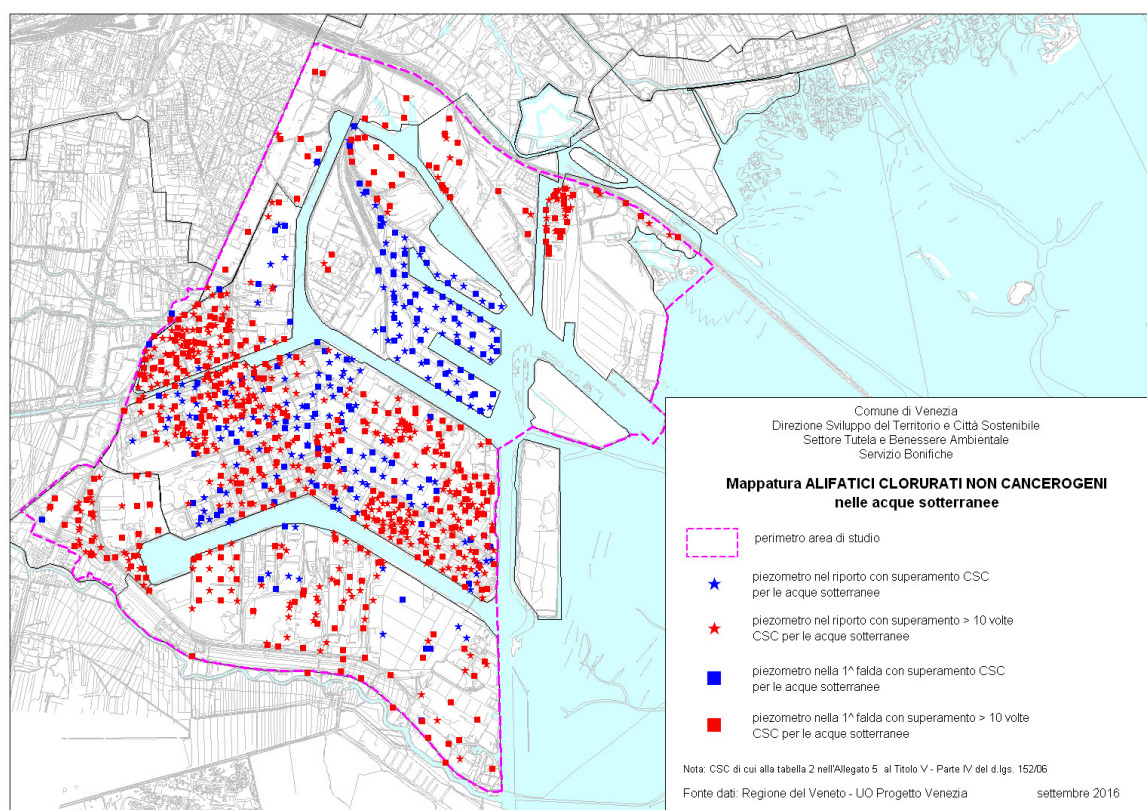 Comune di Venezia
Direzione Sviluppo del Territorio e Città Sostenibile
Settore Tutela e Benessere Ambientale
Servizio Bonifiche
Mappatura ALIFATICI CLORURATI NON CANCEROGENI
nelle acque sotterranee
perimetro area di studio
piezometro nel riporto con superamento CSC
per le acque sotterranee
piezometro nel riporto con superamento > 10 volte
CSC per le acque sotterranee
piezometro nella 1^ falda con superamento CSC
per le acque sotterranee
piezometro nella 1^ falda con superamento > 10 volte
CSC per le acque sotterranee
Nota: CSC di cui alla tabella 2 nell'Allegato 5 al Titolo V - Parte IV del d.lgs. 152/06
Fonte dati: Regione del Veneto - UO Progetto Venezia settembre 2016